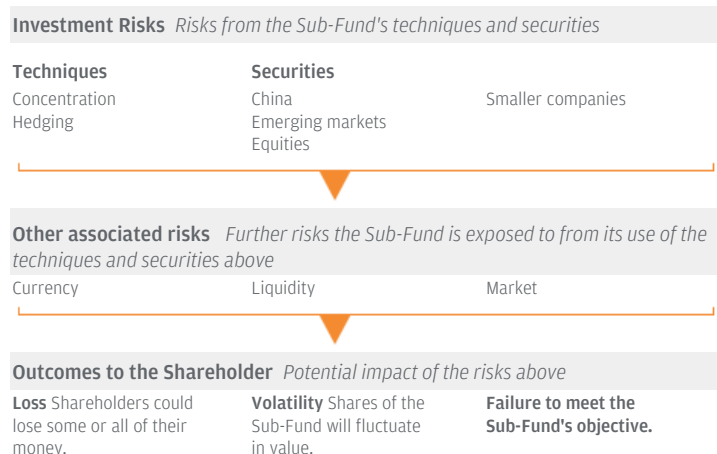 Investment Risks Risks from the Sub-Fund's techniques and securities
Techniques
Concentration
Hedging
Securities
China
Emerging markets
Equities
Smaller companies
Other associated risks Further risks the Sub-Fund is exposed to from its use of the
techniques and securities above
Currency
Liquidity
Market
Outcomes to the Shareholder Potential impact of the risks above
Loss Shareholders could
lose some or all of their
money.
Volatility Shares of the
Sub-Fund will fluctuate
in value.
Failure to meet the
Sub-Fund's objective.